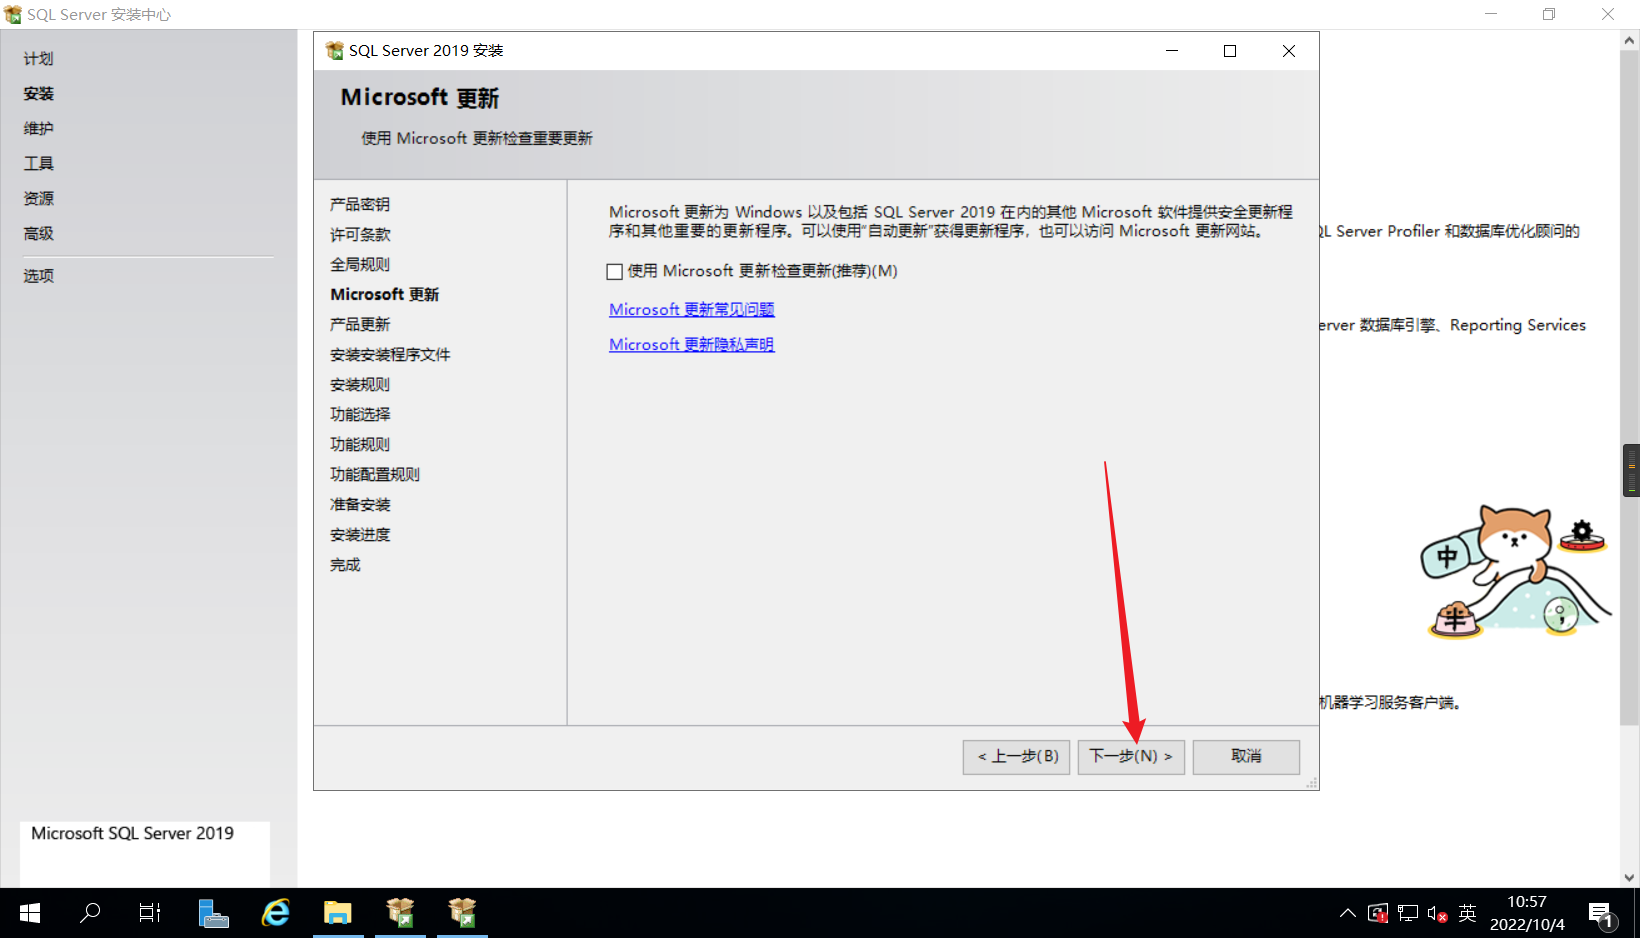 SQL Server 安装中心
计划
安装
维护
工具
资源
高级
选项
Microsoft SQL Server 2019
SQL Server 2019 安装
Microsoft 更新
使用 Microsoft 更新检查重要更新
产品密钥
许可条款
全局规则
Microsoft 更新
产品更新
安装安装程序文件
安装规则
功能选择
功能规则
功能配置规则
准备安装
安装进度
完成
Microsoft 更新为 Windows 以及包括 SQL Server 2019 在内的其他 Microsoft 软件提供安全更新程
序和其他重要的更新程序。可以使用“自动更新”获得更新程序，也可以访问 Microsoft 更新网站。
使用 Microsoft 更新检查更新(推荐)(M)
Microsoft 更新常见问题
Microsoft 更新隐私声明
< 上一步(B)
下一步(N) >
取消
QL Server Profiler 和数据库优化顾问的
erver 数据库引擎、Reporting Services
机器学习服务客户端。
中
半
英
10:57
2022/10/4
1